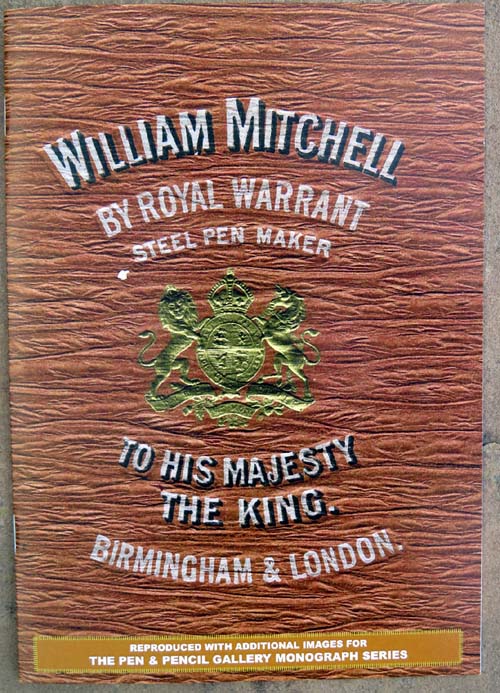 WILLIAM MITCHELL
BY ROYAL WARRANT
STEEL PEN MAKER
TO HIS MAJESTY
THE KING.
BIRMINGHAM & LONDON.
REPRODUCED WITH ADDITIONAL IMAGES FOR
THE PEN & PENCIL GALLERY MONOGRAPH SERIES